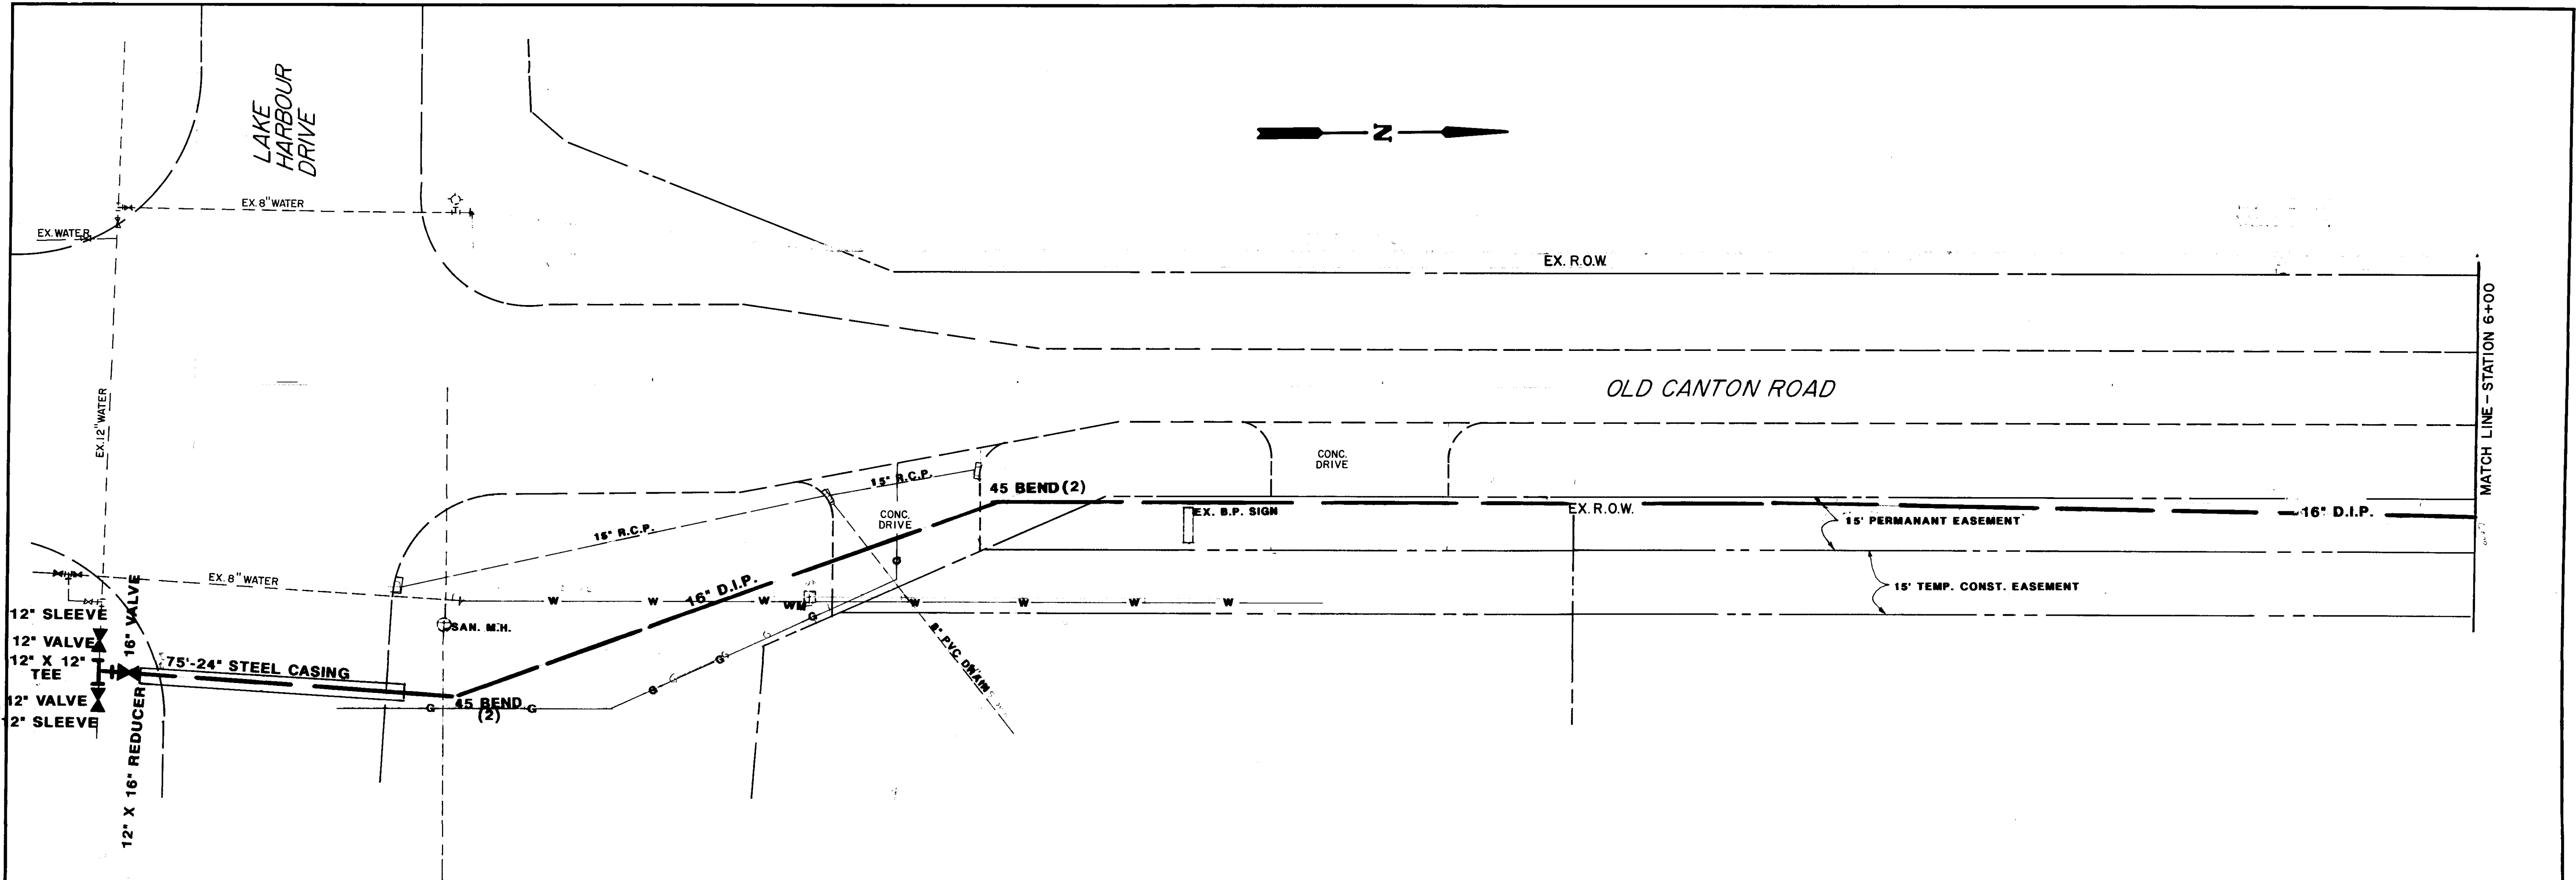 LAKE
HARBOUR
DRIVE
N
EX. 8" WATER
EX. WATER
EX. R.O.W.
MATCH LINE - STATION 6+00
OLD CANTON ROAD
EX. 12" WATER
CONC.
DRIVE
15" R.C.P.
45 BEND (2)
EX. B.P. SIGN
EX. R.O.W.
16" D.I.P.
15' PERMANANT EASEMENT
CONC.
DRIVE
15" R.C.P.
EX. 8" WATER
16" D.I.P.
15' TEMP. CONST. EASEMENT
W
W
W
WM
W
W
W
W
12" SLEEVE
12" VALVE
12" X 12"
TEE
12" VALVE
12" SLEEVE
16" VALVE
12" X 16" REDUCER
SAN. M.H.
75'-24" STEEL CASING
45 BEND
(2)
G
G
G
G
G
G
8" PVC